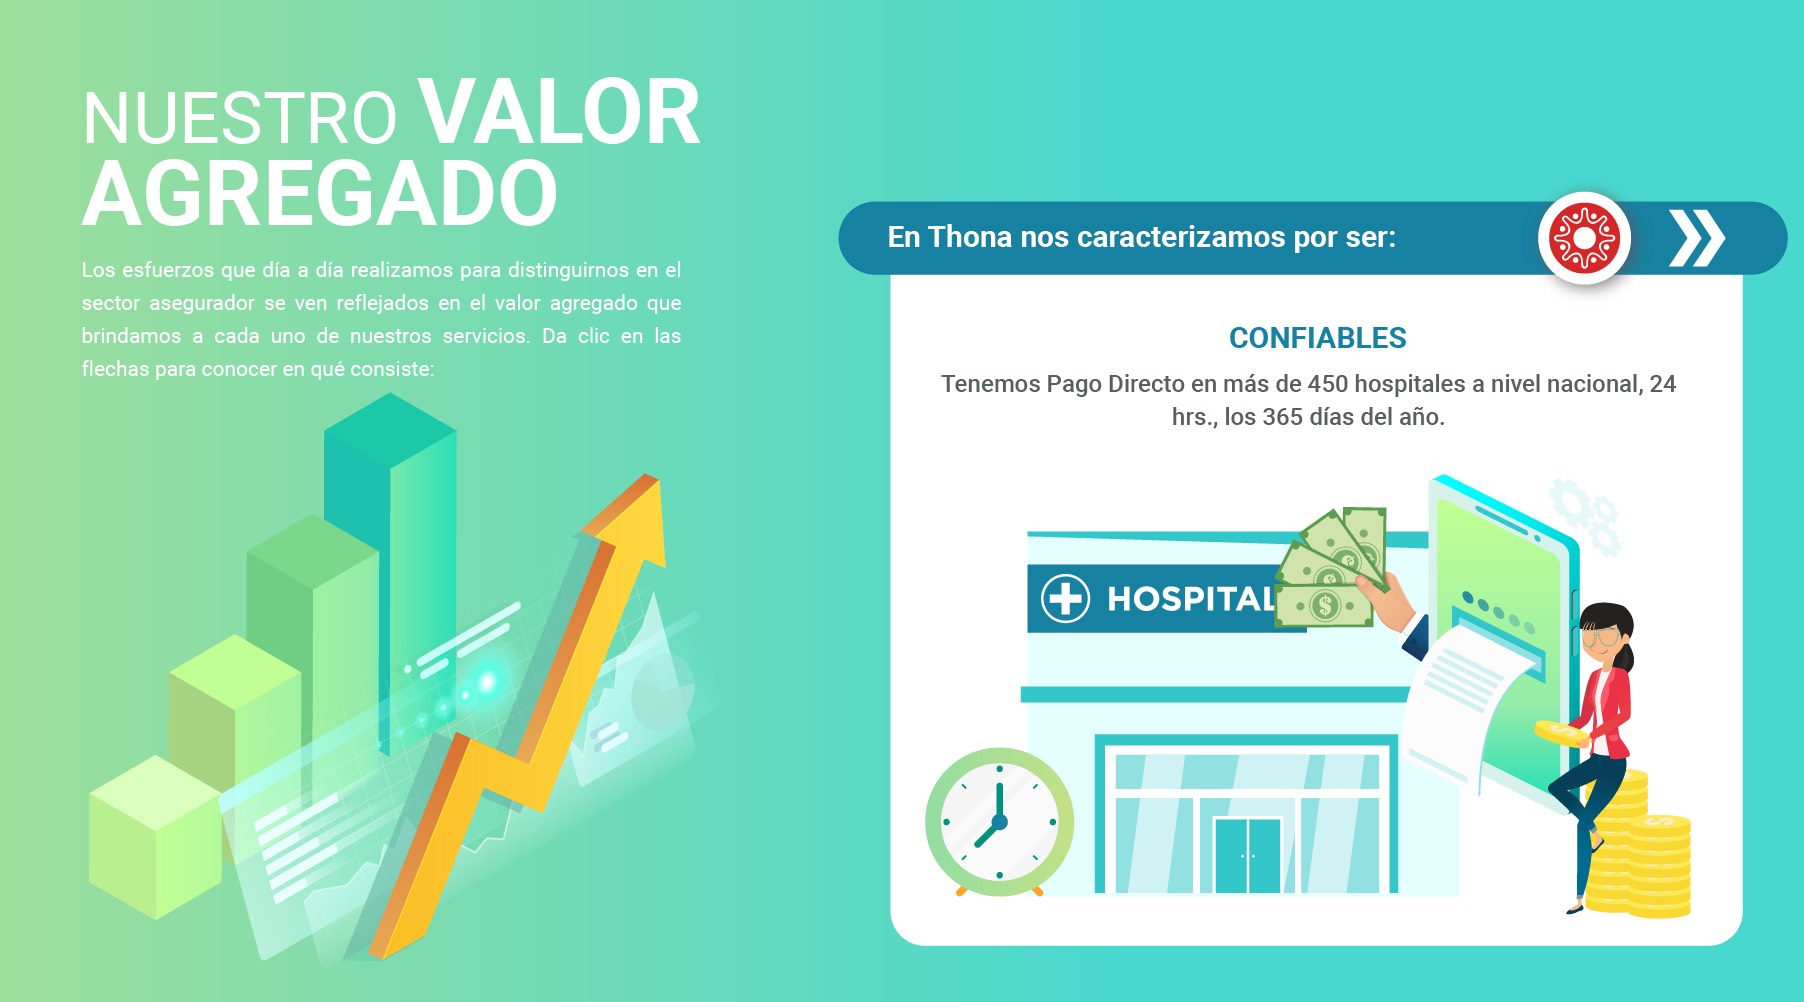 NUESTRO VALOR
AGREGADO
Los esfuerzos que día a día realizamos para distinguirnos en el
sector asegurador se ven reflejados en el valor agregado que
brindamos a cada uno de nuestros servicios. Da clic en las
flechas para conocer en qué consiste:
En Thona nos caracterizamos por ser:
CONFIABLES
Tenemos Pago Directo en más de 450 hospitales a nivel nacional, 24
hrs., los 365 días del año.
HOSPITAL